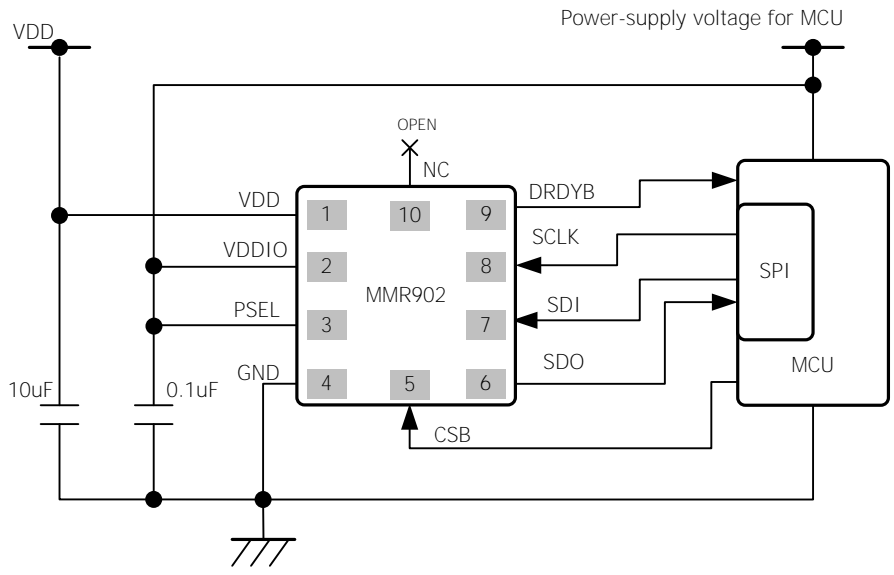 Power-supply voltage for MCU
VDD
OPEN
NC
VDD
1
10
9
DRDYB
VDDIO
2
8
SCLK
MMR902
SPI
PSEL
3
7
SDI
GND
4
5
6
SDO
MCU
10uF
0.1uF
CSB